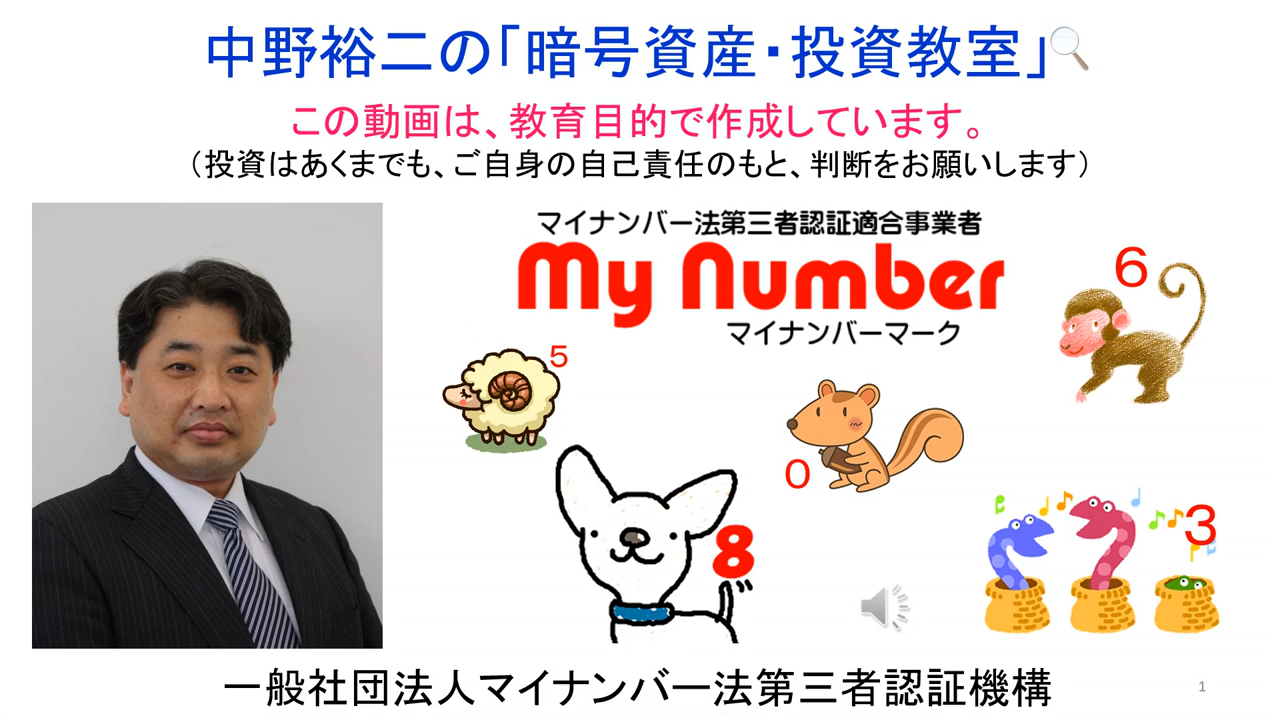 中野裕二の「暗号資産・投資教室」
この動画は、教育目的で作成しています。
（投資はあくまでも、ご自身の自己責任のもと、判断をお願いします）
マイナンバー法第三者認証適合事業者
My Number
マイナンバーマーク
6
5
0
8
3
一般社団法人マイナンバー法第三者認証機構
1